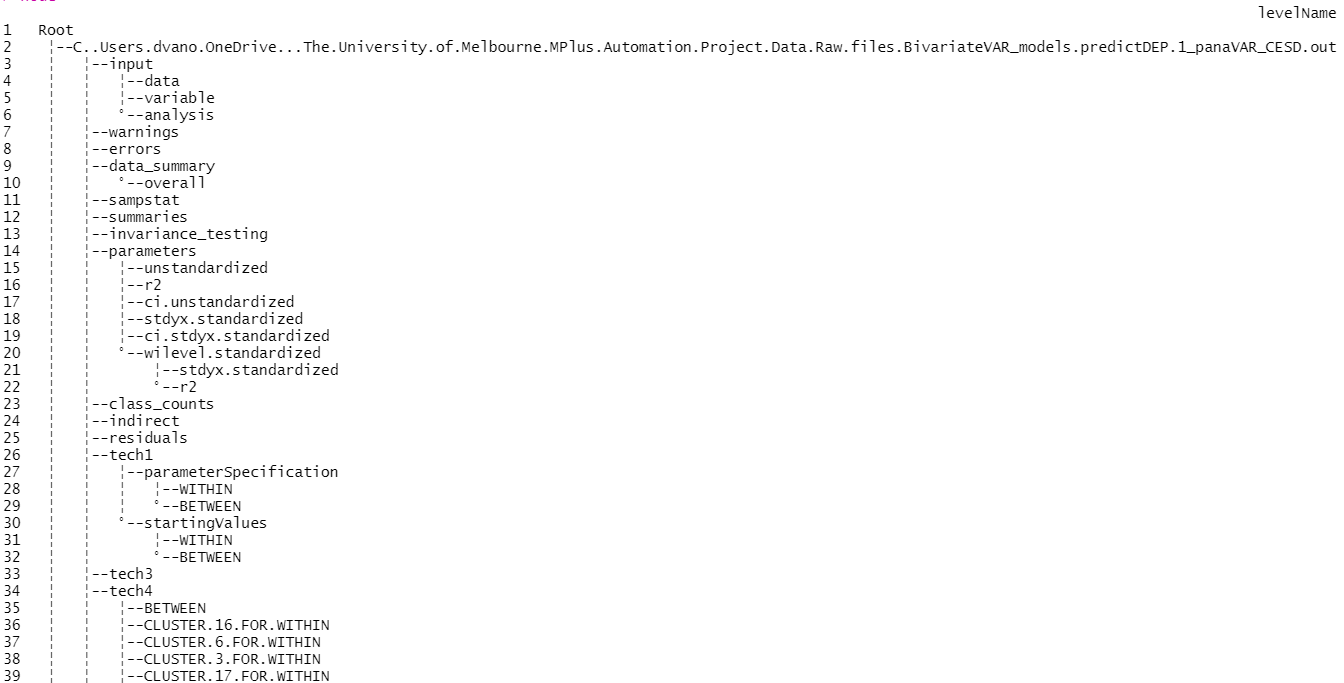 levelName
1 Root
2 ¦--C..Users.dvano.OneDrive...The.University.of.Melbourne.MPlus.Automation.Project.Data.Raw.files.BivariateVAR_models.predictDEP.1_panaVAR_CESD.out
3 ¦ ¦--input
4 ¦ ¦ ¦--data
5 ¦ ¦ ¦--variable
6 ¦ ¦ °--analysis
7 ¦ ¦--warnings
8 ¦ ¦--errors
9 ¦ ¦--data_summary
10 ¦ ¦ °--overall
11 ¦ ¦--sampstat
12 ¦ ¦--summaries
13 ¦ ¦--invariance_testing
14 ¦ ¦--parameters
15 ¦ ¦ ¦--unstandardized
16 ¦ ¦ ¦--r2
17 ¦ ¦ ¦--ci.unstandardized
18 ¦ ¦ ¦--stdyx.standardized
19 ¦ ¦ ¦--ci.stdyx.standardized
20 ¦ ¦ °--wilevel.standardized
21 ¦ ¦ ¦--stdyx.standardized
22 ¦ ¦ °--r2
23 ¦ ¦--class_counts
24 ¦ ¦--indirect
25 ¦ ¦--residuals
26 ¦ ¦--tech1
27 ¦ ¦ ¦--parameterSpecification
28 ¦ ¦ ¦ ¦--WITHIN
29 ¦ ¦ ¦ °--BETWEEN
30 ¦ ¦ °--startingValues
31 ¦ ¦ ¦--WITHIN
32 ¦ ¦ °--BETWEEN
33 ¦ ¦--tech3
34 ¦ ¦--tech4
35 ¦ ¦ ¦--BETWEEN
36 ¦ ¦ ¦--CLUSTER.16.FOR.WITHIN
37 ¦ ¦ ¦--CLUSTER.6.FOR.WITHIN
38 ¦ ¦ ¦--CLUSTER.3.FOR.WITHIN
39 ¦ ¦ ¦--CLUSTER.17.FOR.WITHIN